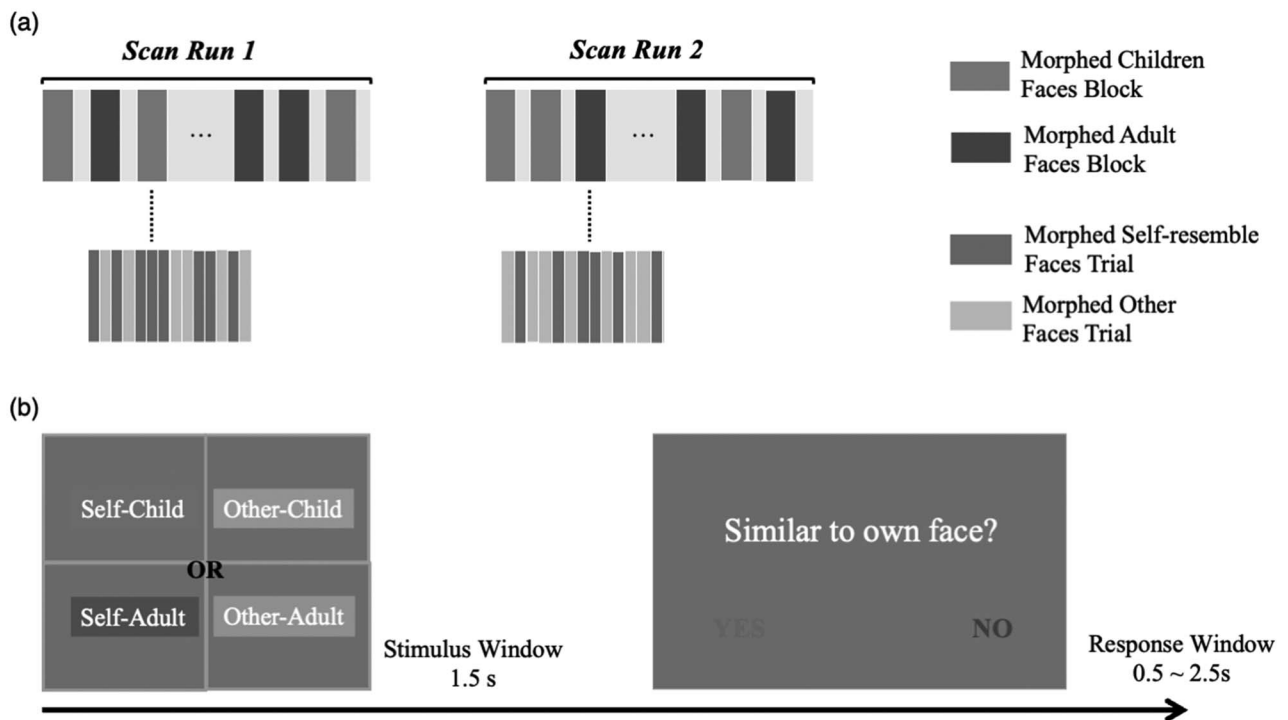 (a)
Scan Run 1
Scan Run 2
...
...
Morphed Children
Faces Block
Morphed Adult
Faces Block
Morphed Self-resemble
Faces Trial
Morphed Other
Faces Trial
(b)
Self-Child
Other-Child
OR
Self-Adult
Other-Adult
Stimulus Window
1.5 s
Similar to own face?
YES
NO
Response Window
0.5 ~ 2.5s